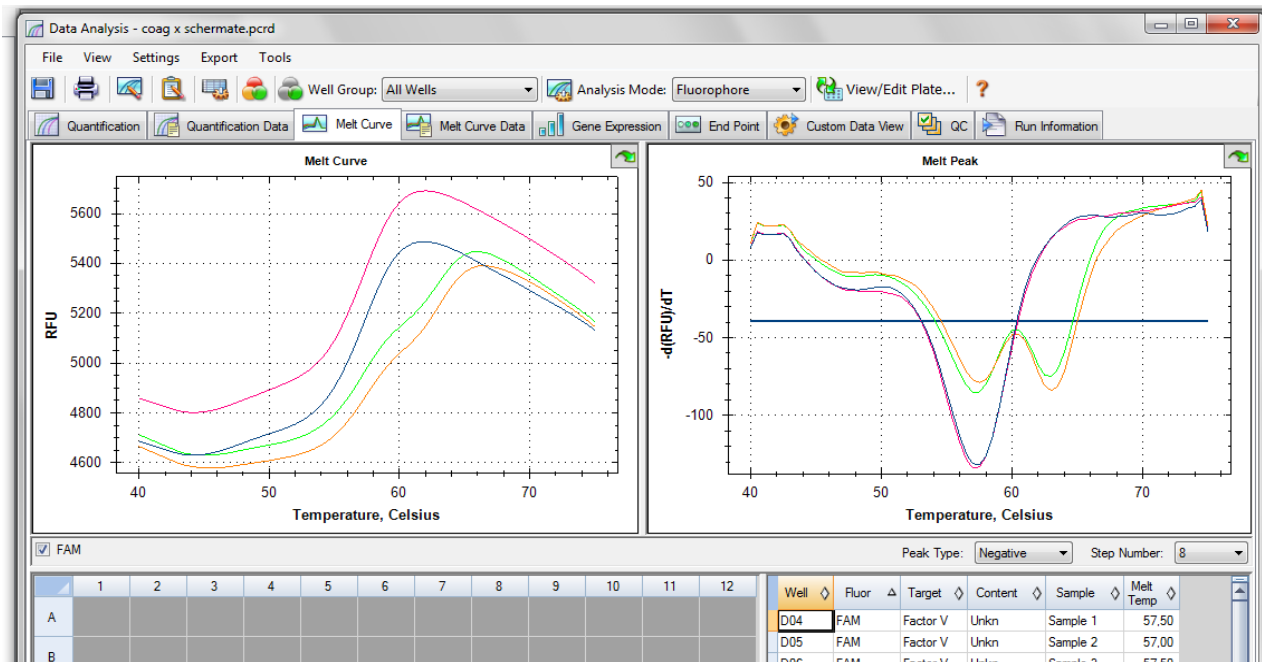 Data Analysis - coag x schermate.pcrd
File View Settings Export Tools
Well Group: All Wells Analysis Mode: Fluorophore View/Edit Plate... ?
Quantification Quantification Data Melt Curve Melt Curve Data Gene Expression End Point Custom Data View QC Run Information
Melt Curve
5600
5400
5200
5000
4800
4600
RFU
40 50 60 70
Temperature, Celsius
Melt Peak
50
0
-50
-100
-d(RFU)/dT
40 50 60 70
Temperature, Celsius
FAM
Peak Type: Negative Step Number: 8
1 2 3 4 5 6 7 8 9 10 11 12
A
B
Well Fluor Target Content Sample Melt Temp
D04 FAM Factor V Unkn Sample 1 57,50
D05 FAM Factor V Unkn Sample 2 57,00